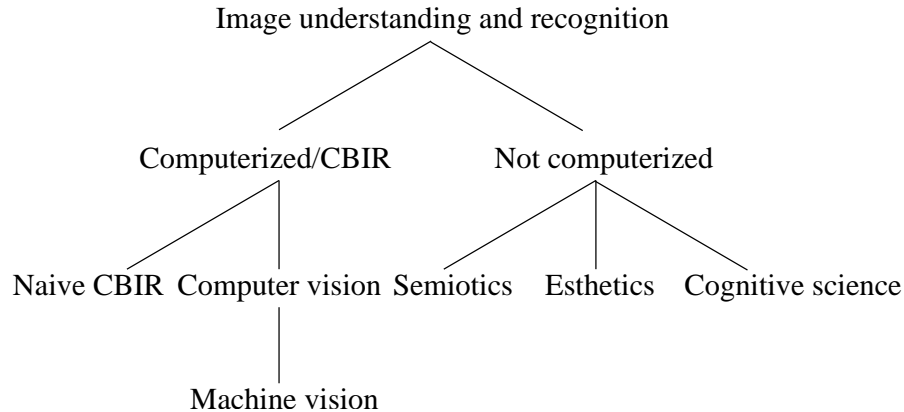 Image understanding and recognition
Computerized/CBIR Not computerized
Naive CBIR Computer vision Semiotics Esthetics Cognitive science
Machine vision